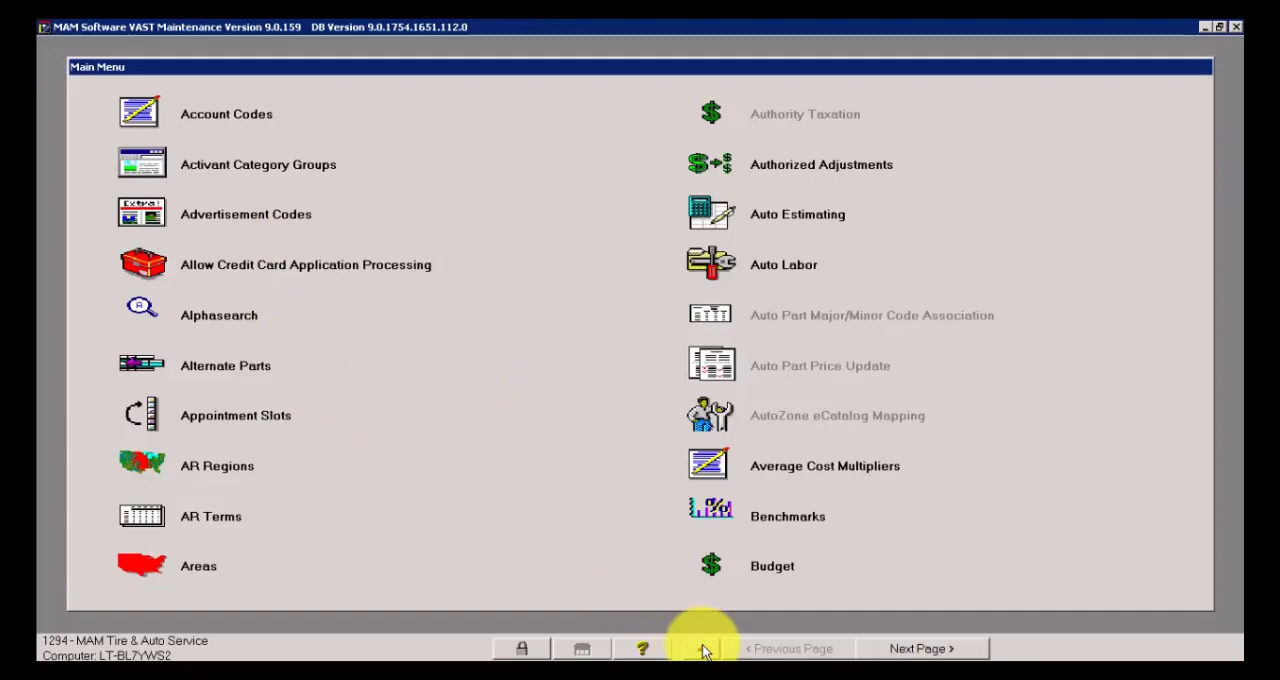 MAM Software VAST Maintenance Version 9.0.159 DB Version 9.0.1754.1651.112.0
Main Menu
Account Codes
Activant Category Groups
Extra!
Advertisement Codes
Allow Credit Card Application Processing
A
Alphasearch
Alternate Parts
Appointment Slots
AR Regions
AR Terms
Areas
$
Authority Taxation
Authorized Adjustments
Auto Estimating
Auto Labor
Auto Part Major/Minor Code Association
Auto Part Price Update
AutoZone eCatalog Mapping
Average Cost Multipliers
Benchmarks
$
Budget
1294 - MAM Tire & Auto Service
Computer: LT-BL7YWS2
?
< Previous Page
Next Page >